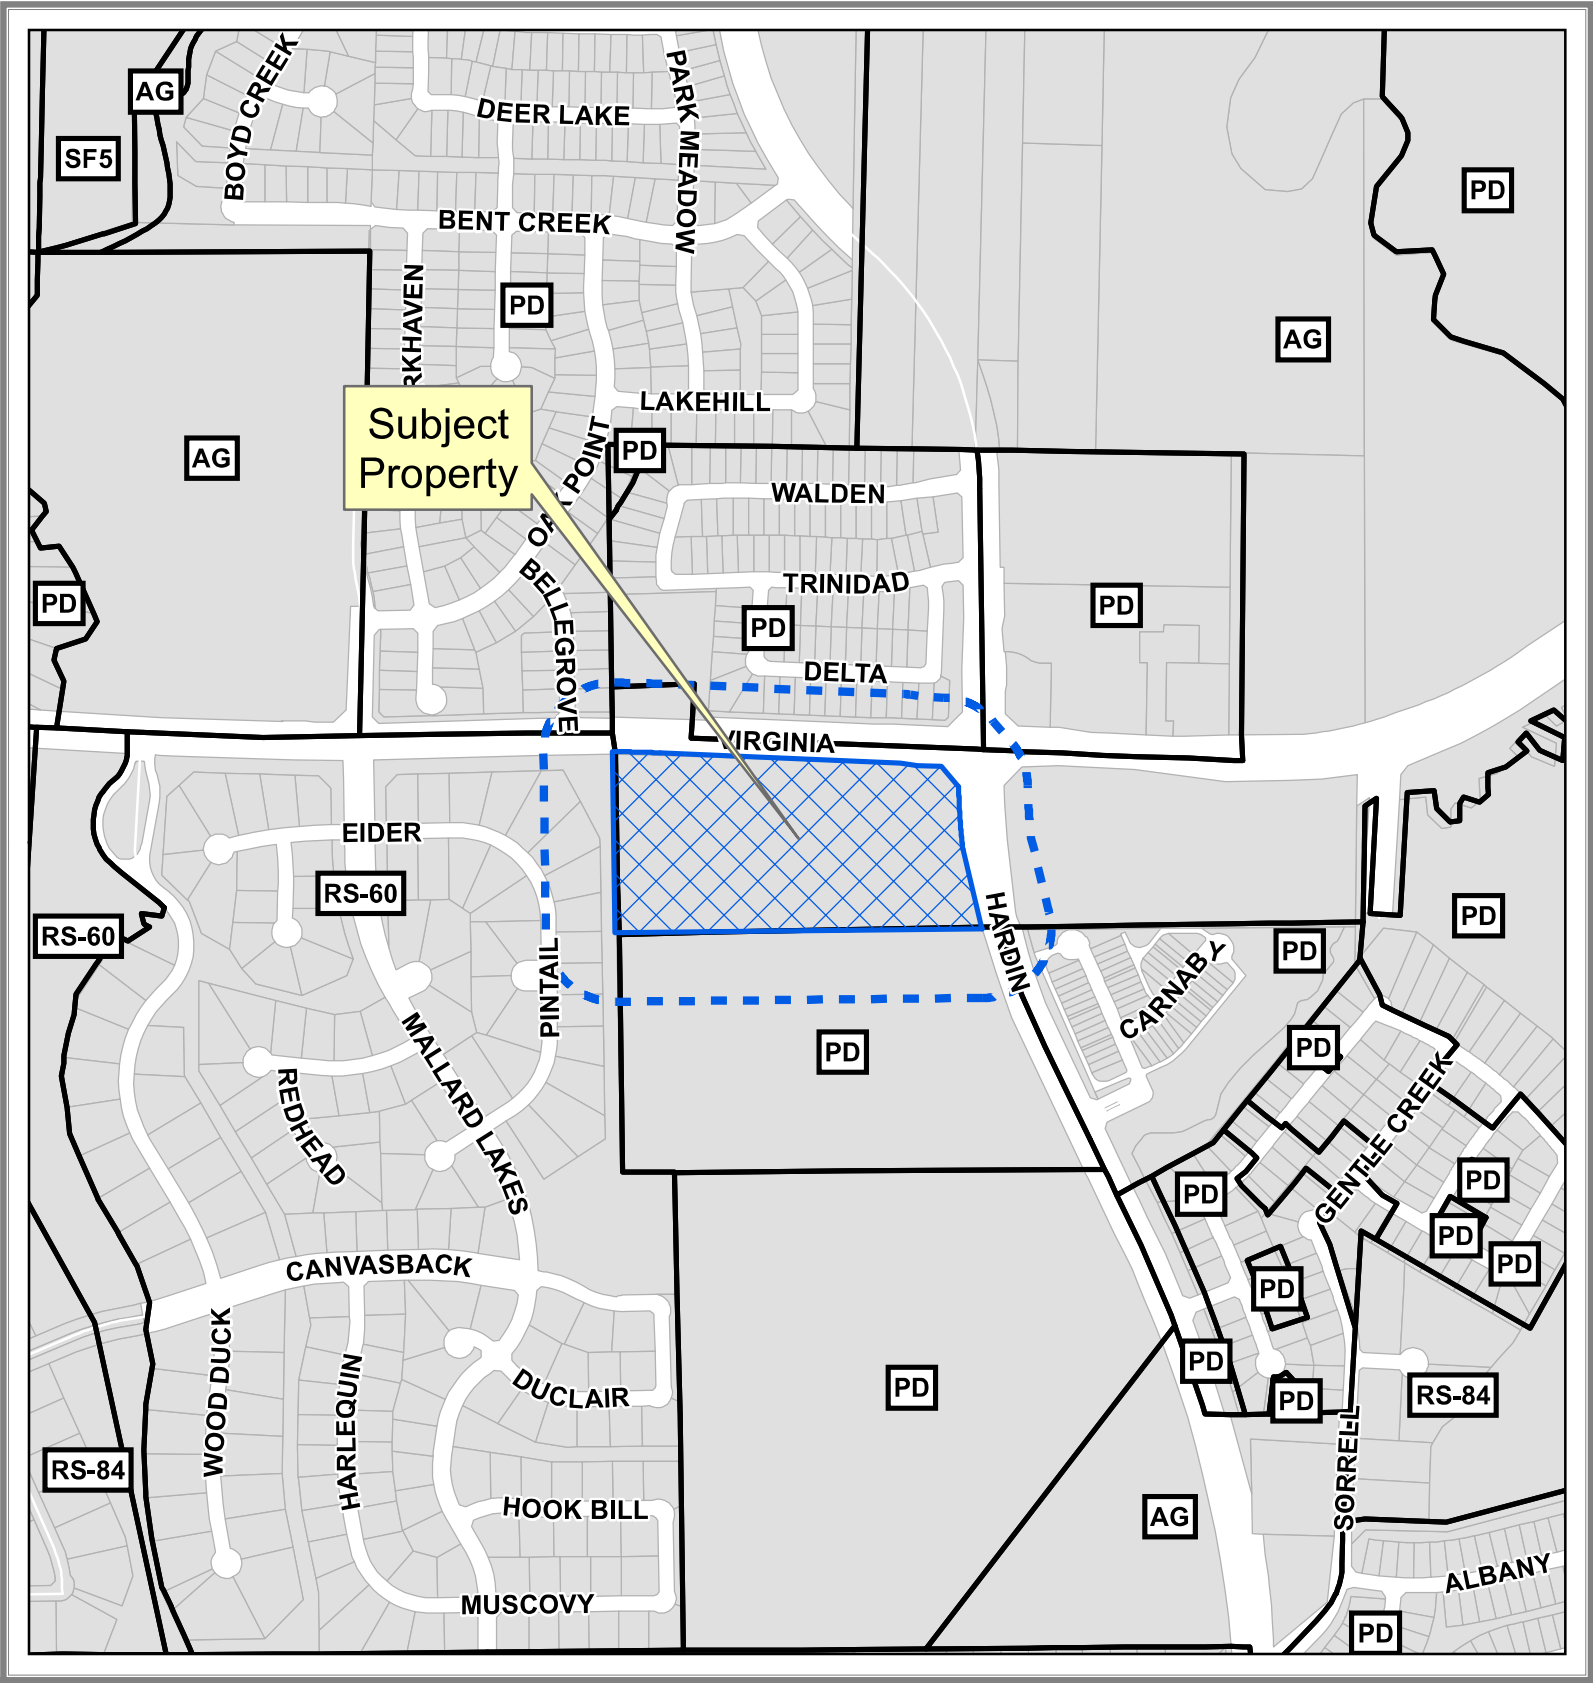 BOYD CREEK
AG
SF5
DEER LAKE
PARK MEADOW
PD
BENT CREEK
RKHAVEN
PD
AG
LAKEHILL
Subject
Property
AG
OAK POINT
PD
WALDEN
BELLEGROVE
TRINIDAD
PD
PD
PD
DELTA
VIRGINIA
EIDER
RS-60
RS-60
HARDIN
PD
PINTAIL
CARNABY
PD
MALLARD LAKES
PD
PD
REDHEAD
GENTLE CREEK
PD
PD
PD
PD
CANVASBACK
PD
WOOD DUCK
HARLEQUIN
DUCLAIR
PD
PD
PD
RS-84
RS-84
SORRELL
HOOK BILL
AG
ALBANY
MUSCOVY
PD